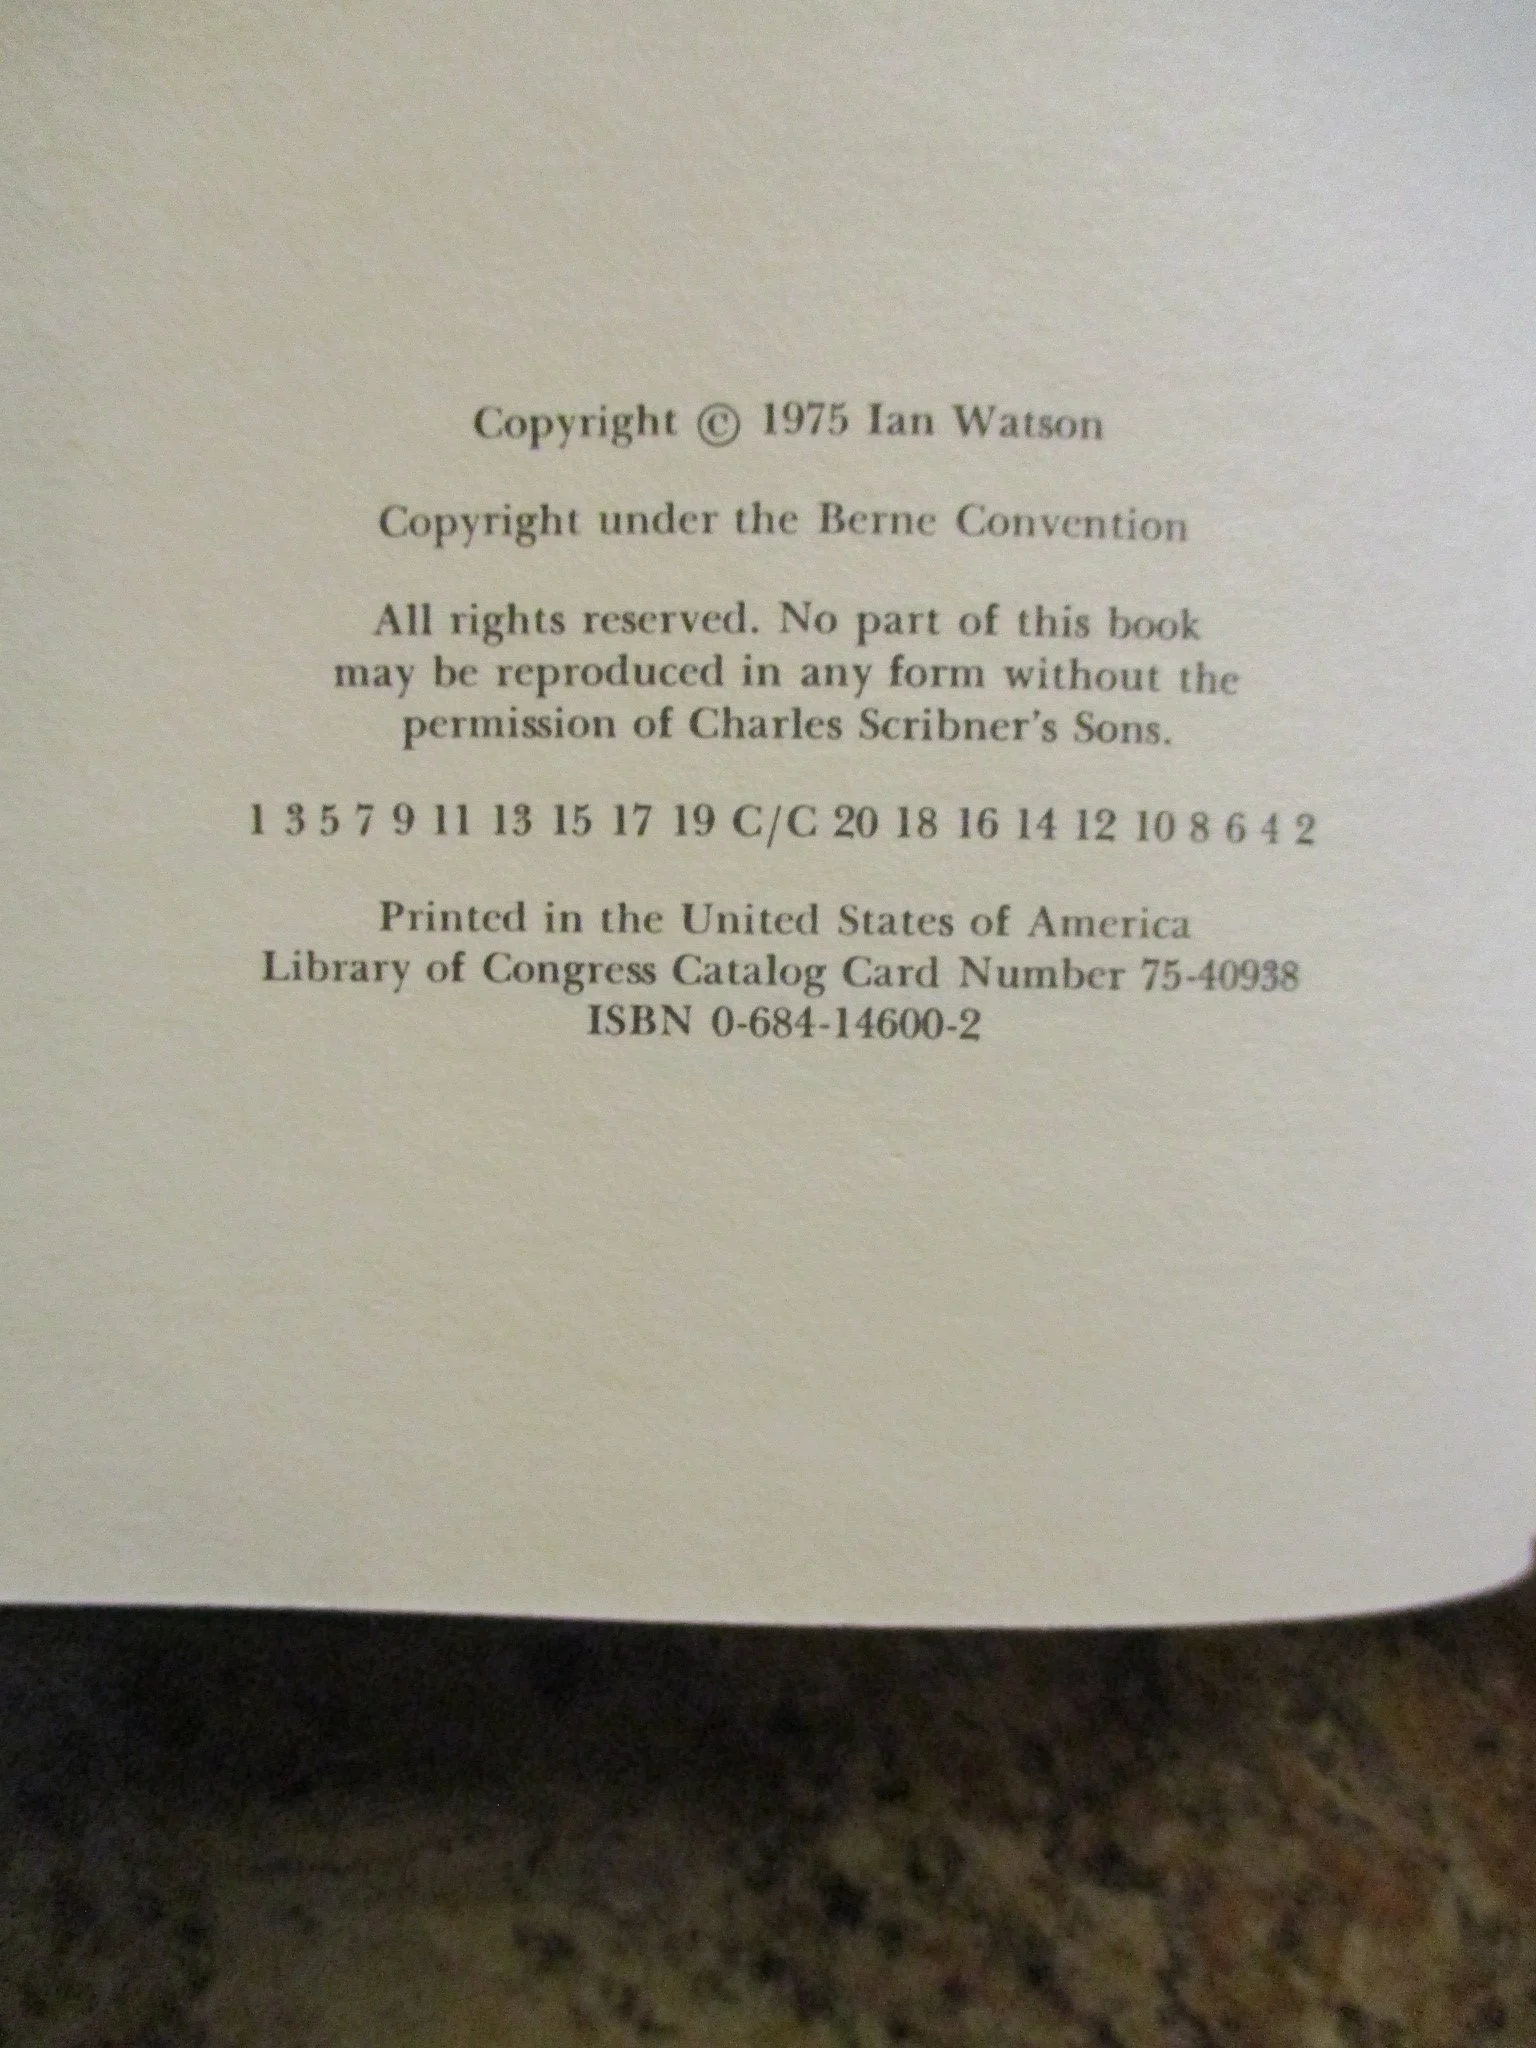 Copyright © 1975 Ian Watson
Copyright under the Berne Convention
All rights reserved. No part of this book
may be reproduced in any form without the
permission of Charles Scribner's Sons.
1 3 5 7 9 11 13 15 17 19 C/C 20 18 16 14 12 10 8 6 4 2
Printed in the United States of America
Library of Congress Catalog Card Number 75-40938
ISBN 0-684-14600-2